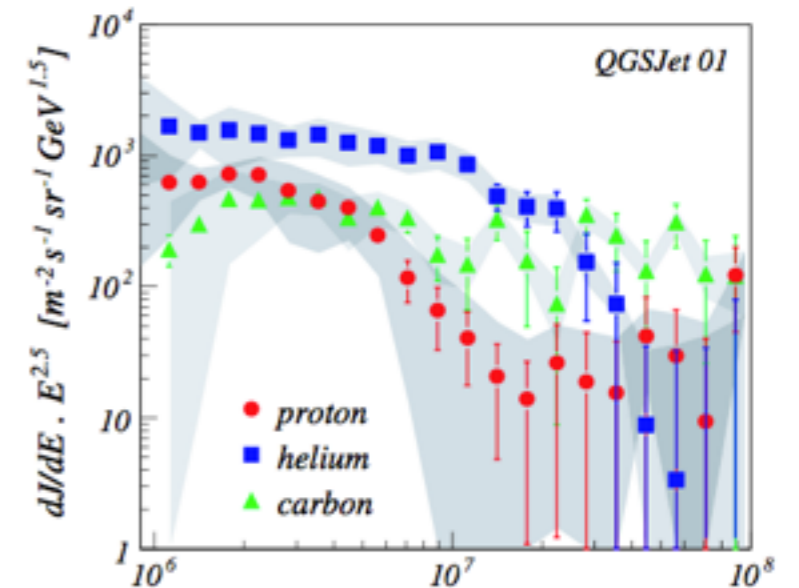 10^4
QGSJet 01
10^3
10^2
10
1
dJ/dE . E^2.5 [m^-2 s^-1 sr^-1 GeV^1.5]
proton
helium
carbon
10^6 10^7 10^8